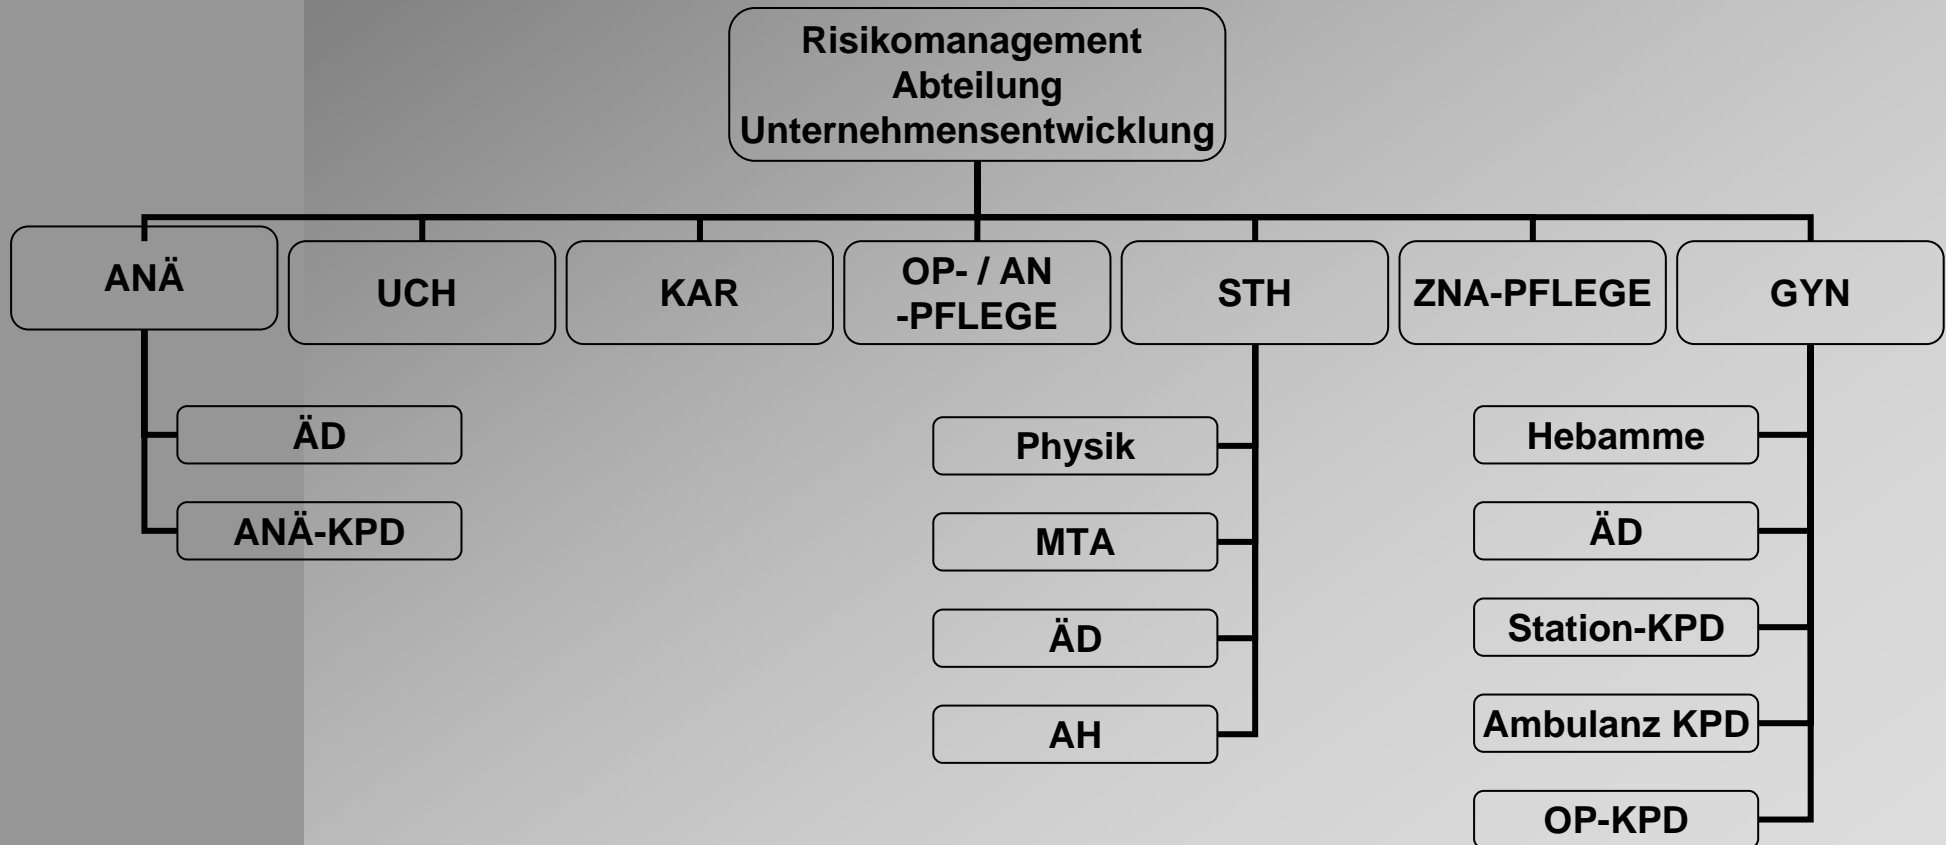 Risikomanagement
Abteilung
Unternehmensentwicklung
ANÄ
UCH
KAR
OP- / AN
-PFLEGE
STH
ZNA-PFLEGE
GYN
ÄD
ANÄ-KPD
Physik
MTA
ÄD
AH
Hebamme
ÄD
Station-KPD
Ambulanz KPD
OP-KPD